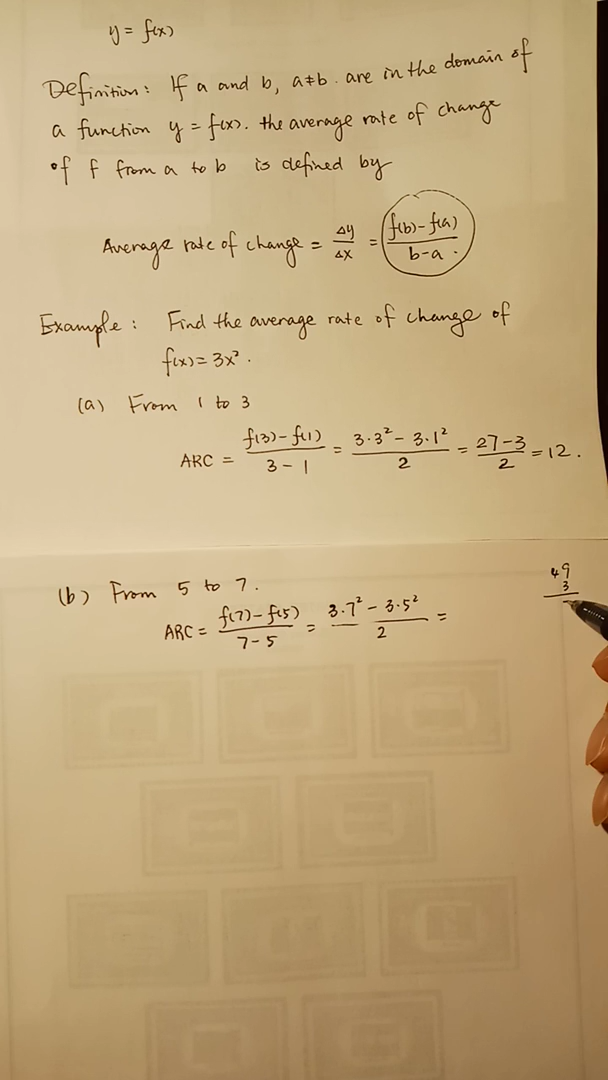 y = f(x)
Definition: If a and b, a≠b. are in the domain of
a function y = f(x). the average rate of change
of f from a to b is defined by
Average rate of change = Δy/Δx = (f(b)-f(a))/(b-a).
Example: Find the average rate of change of
f(x) = 3x².
(a) From 1 to 3
ARC = (f(3)-f(1))/(3-1) = (3·3² - 3·1²)/2 = (27-3)/2 = 12.
(b) From 5 to 7.
ARC = (f(7)-f(5))/(7-5) = (3·7² - 3·5²)/2 =
49
3